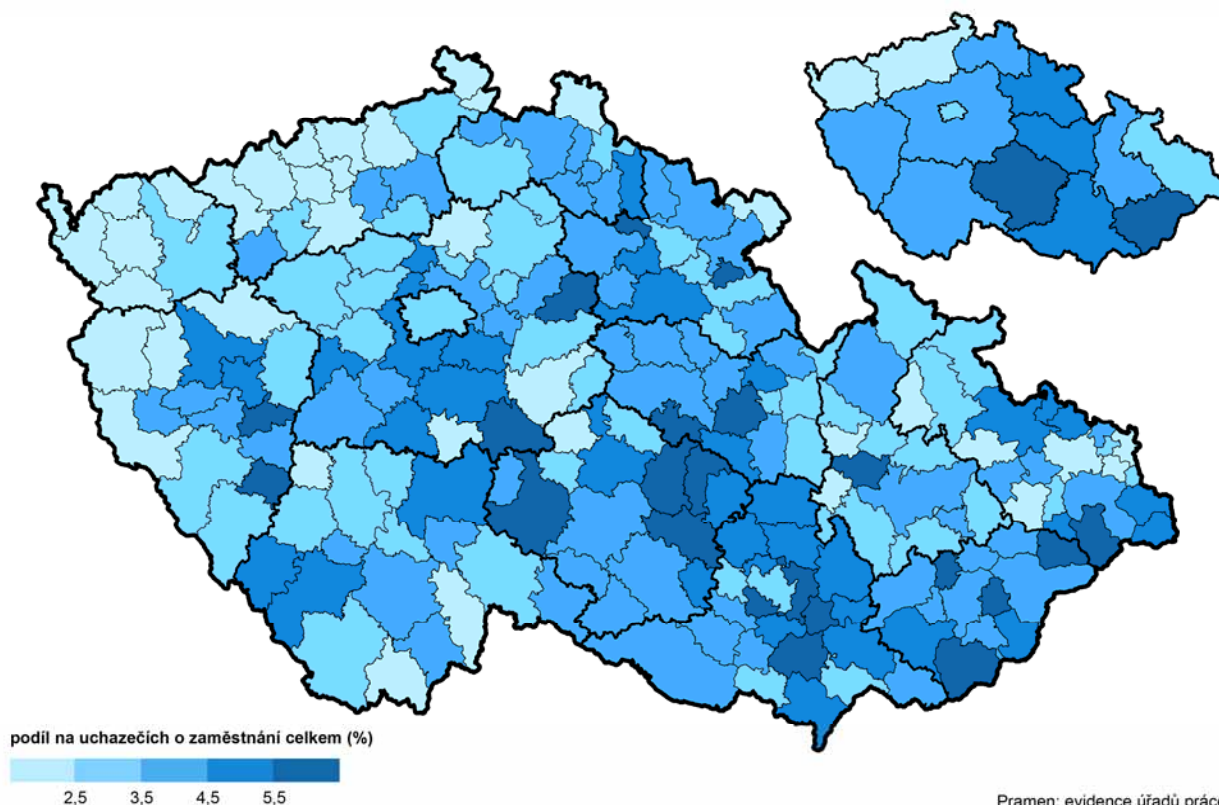 podíl na uchazečích o zaměstnání celkem (%)
2,5 3,5 4,5 5,5
Pramen: evidence úřadů práce